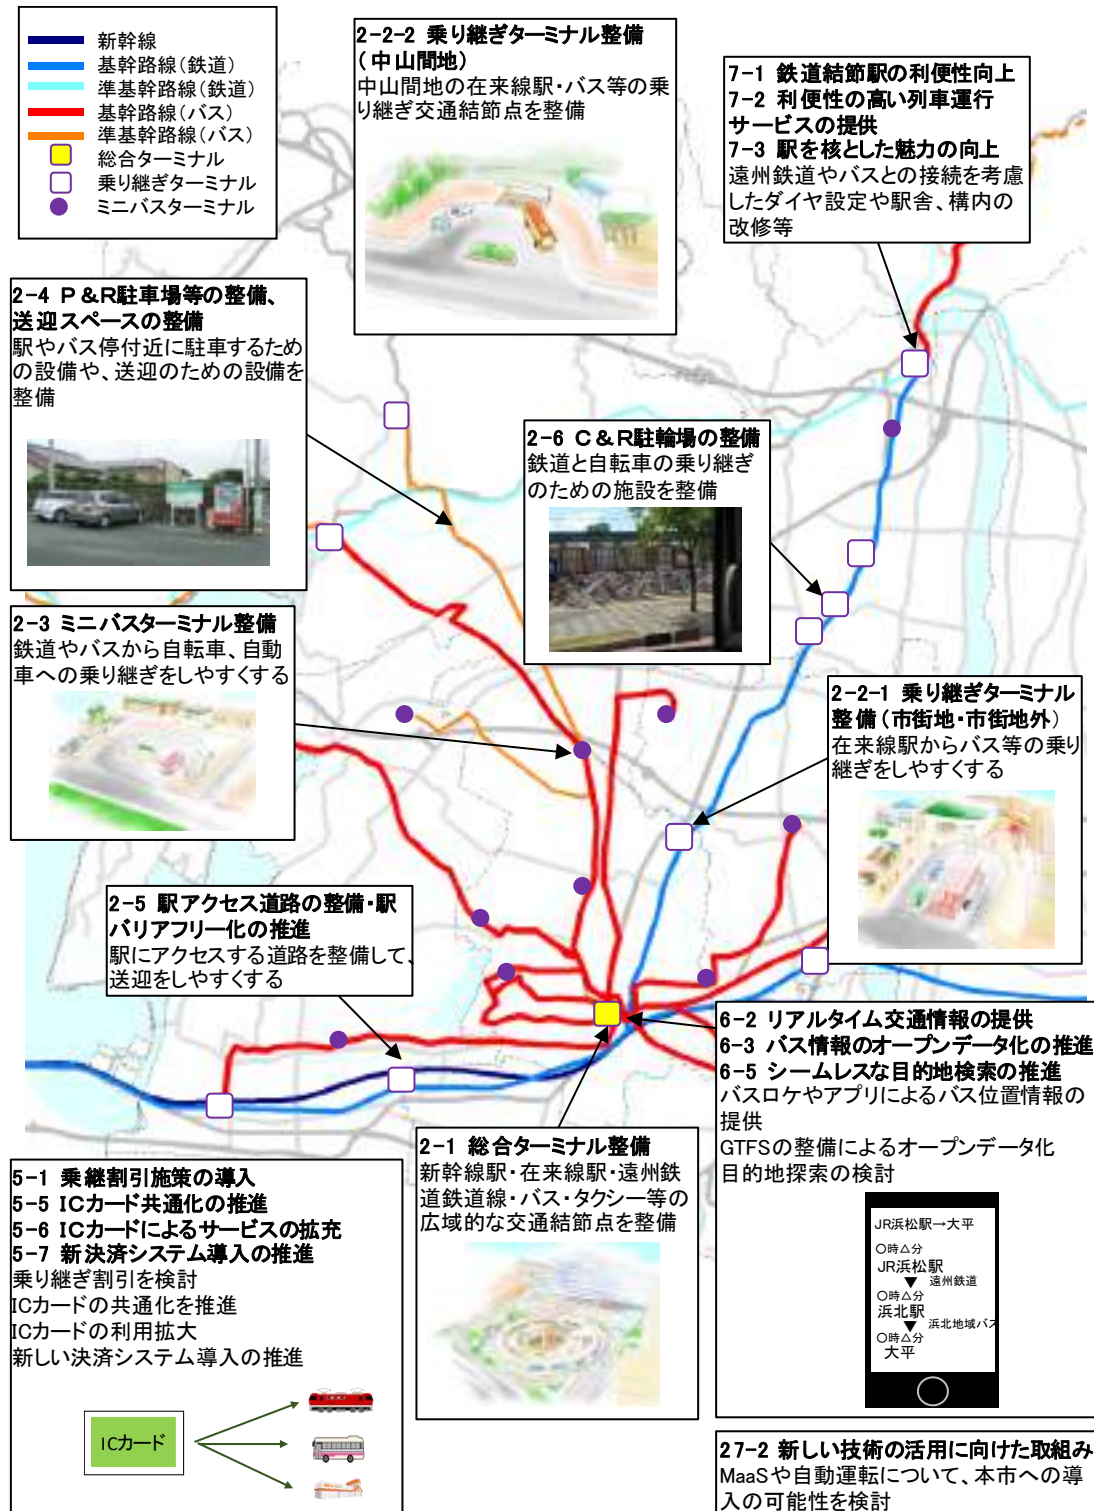 新幹線
基幹路線(鉄道)
準基幹路線(鉄道)
基幹路線(バス)
準基幹路線(バス)
総合ターミナル
乗り継ぎターミナル
ミニバスターミナル
2-2-2 乗り継ぎターミナル整備
(中山間地)
中山間地の在来線駅・バス等の乗
り継ぎ交通結節点を整備
7-1 鉄道結節駅の利便性向上
7-2 利便性の高い列車運行
サービスの提供
7-3 駅を核とした魅力の向上
遠州鉄道やバスとの接続を考慮
したダイヤ設定や駅舎、構内の
改修等
2-4 P&R駐車場等の整備、
送迎スペースの整備
駅やバス停付近に駐車するため
の設備や、送迎のための設備を
整備
2-6 C&R駐輪場の整備
鉄道と自転車の乗り継ぎ
のための施設を整備
2-3 ミニバスターミナル整備
鉄道やバスから自転車、自動
車への乗り継ぎをしやすくする
2-2-1 乗り継ぎターミナル
整備(市街地・市街地外)
在来線駅からバス等の乗り
継ぎをしやすくする
2-5 駅アクセス道路の整備・駅
バリアフリー化の推進
駅にアクセスする道路を整備して、
送迎をしやすくする
6-2 リアルタイム交通情報の提供
6-3 バス情報のオープンデータ化の推進
6-5 シームレスな目的地検索の推進
バスロケやアプリによるバス位置情報の
提供
GTFSの整備によるオープンデータ化
目的地探索の検討
JR浜松駅→大平
○時△分
JR浜松駅
▼ 遠州鉄道
○時△分
浜北駅
▼ 浜北地域バス
○時△分
大平
2-1 総合ターミナル整備
新幹線駅・在来線駅・遠州鉄
道鉄道線・バス・タクシー等の
広域的な交通結節点を整備
5-1 乗継割引施策の導入
5-5 ICカード共通化の推進
5-6 ICカードによるサービスの拡充
5-7 新決済システム導入の推進
乗り継ぎ割引を検討
ICカードの共通化を推進
ICカードの利用拡大
新しい決済システム導入の推進
ICカード
27-2 新しい技術の活用に向けた取組み
MaaSや自動運転について、本市への導
入の可能性を検討